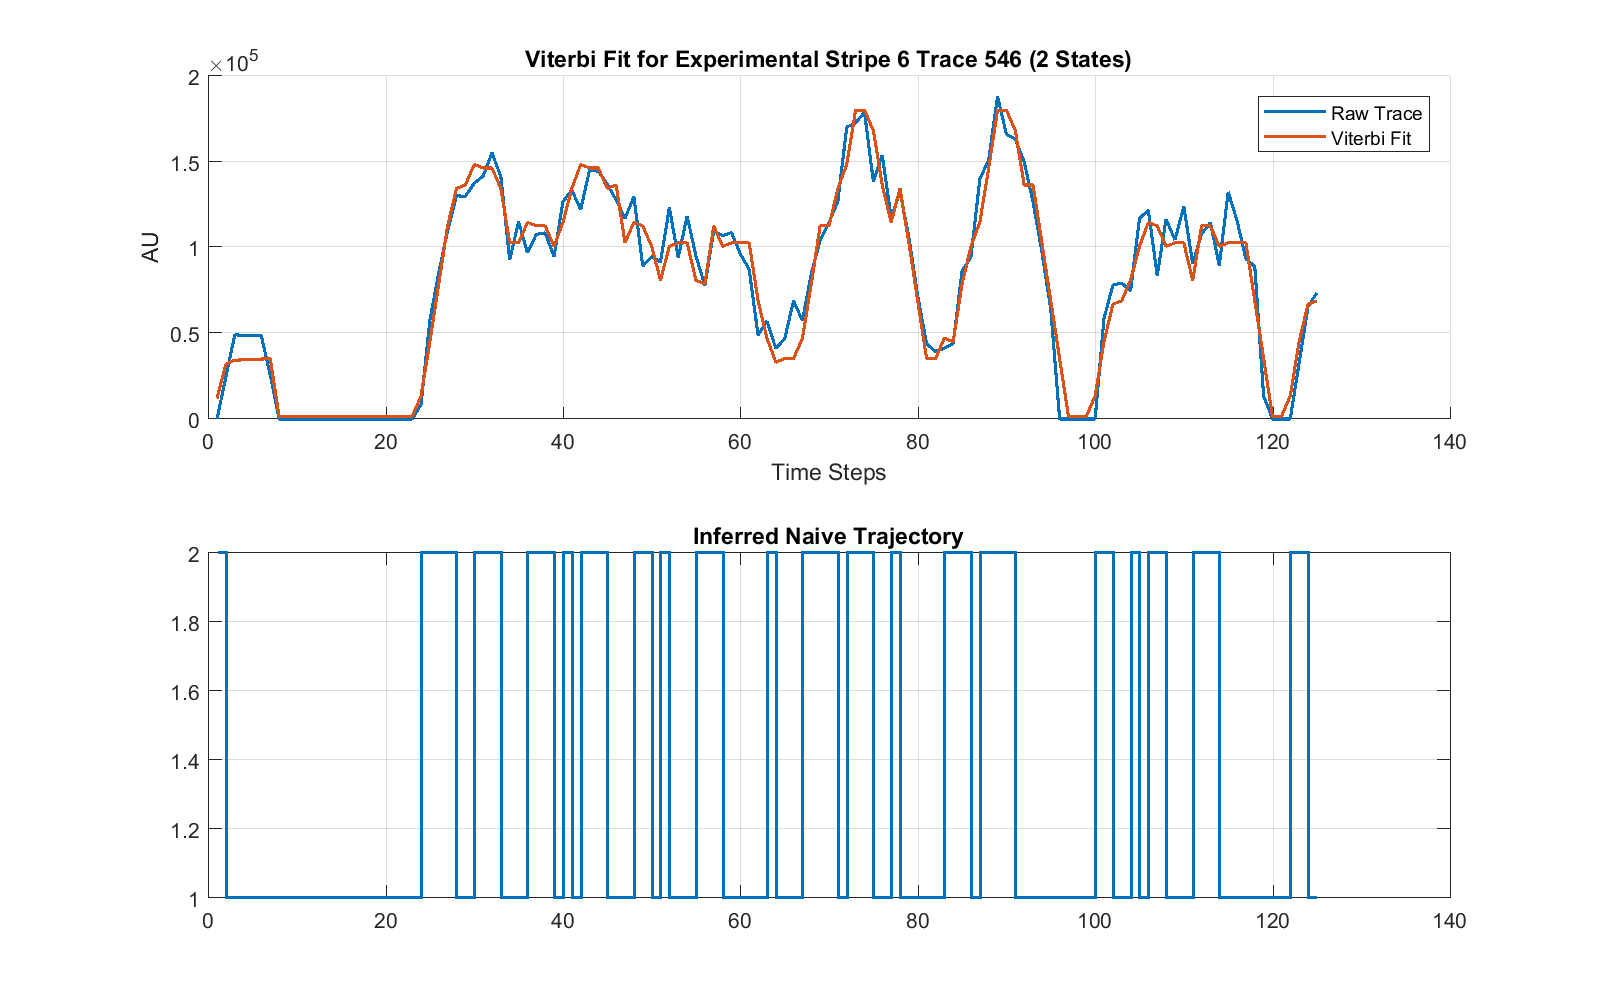 Viterbi Fit for Experimental Stripe 6 Trace 546 (2 States)
×10⁵
2
1.5
1
0.5
0
AU
Raw Trace
Viterbi Fit
0 20 40 60 80 100 120 140
Time Steps
Inferred Naive Trajectory
2
1.8
1.6
1.4
1.2
1
0 20 40 60 80 100 120 140